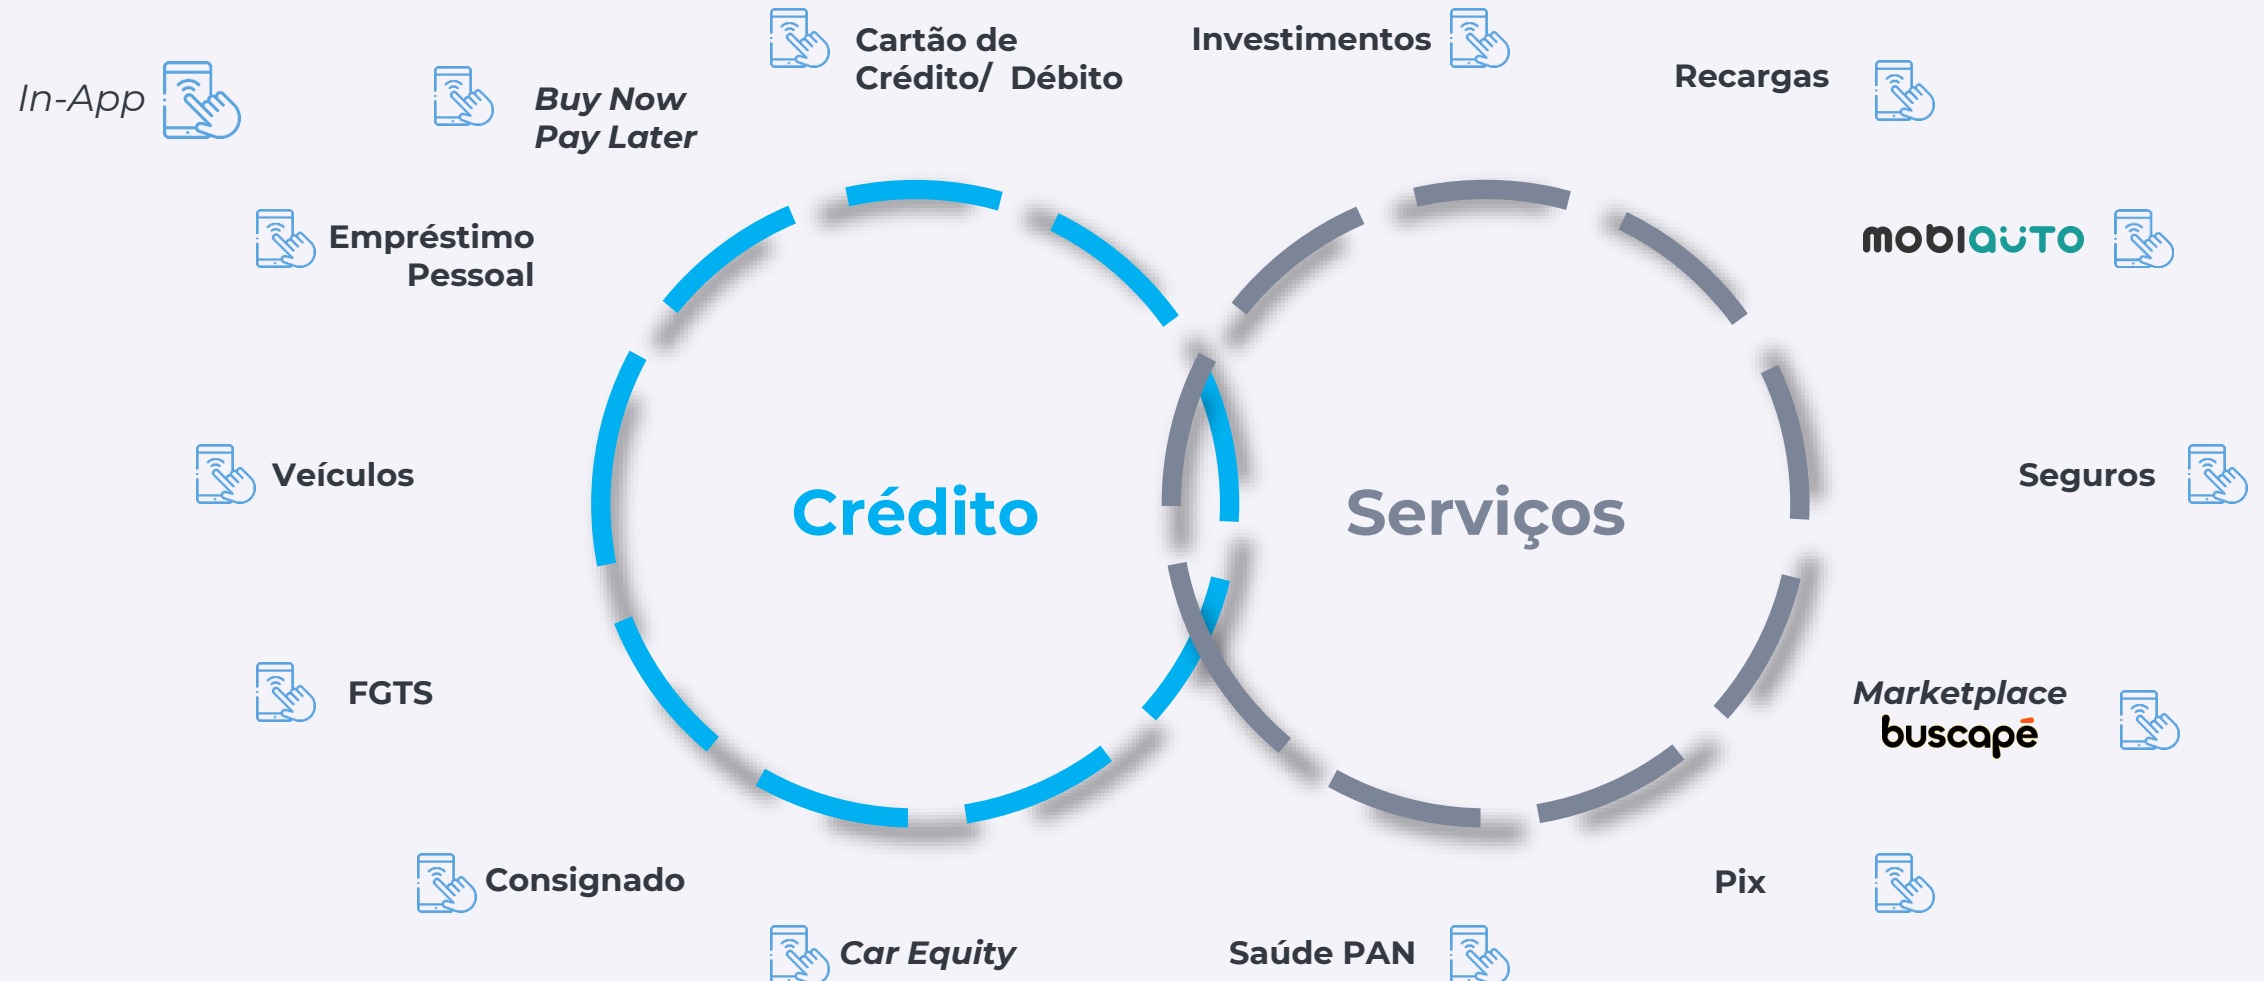 In-App
Buy Now
Pay Later
Cartão de
Crédito/ Débito
Investimentos
Recargas
Empréstimo
Pessoal
mobiauto
Veículos
Crédito
Serviços
Seguros
FGTS
Marketplace
buscapé
Consignado
Pix
Car Equity
Saúde PAN